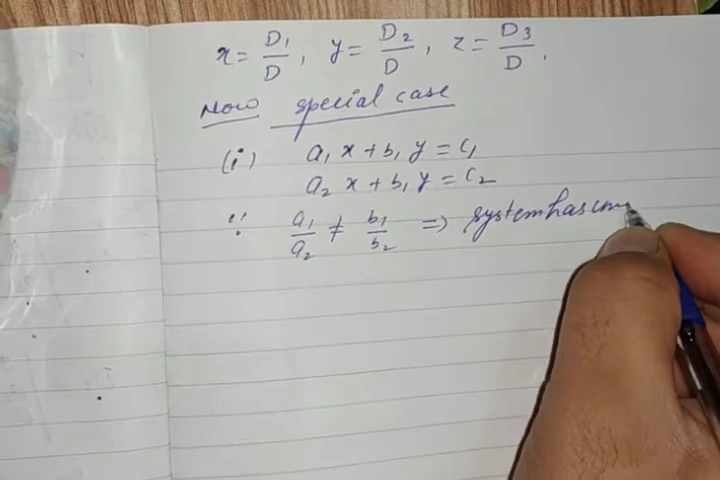 x = D1/D , y = D2/D , z = D3/D .
Now special case
(i) a1 x + b1 y = c1
a2 x + b1 y = c2
∵ a1/a2 ≠ b1/b2 ⇒ system has